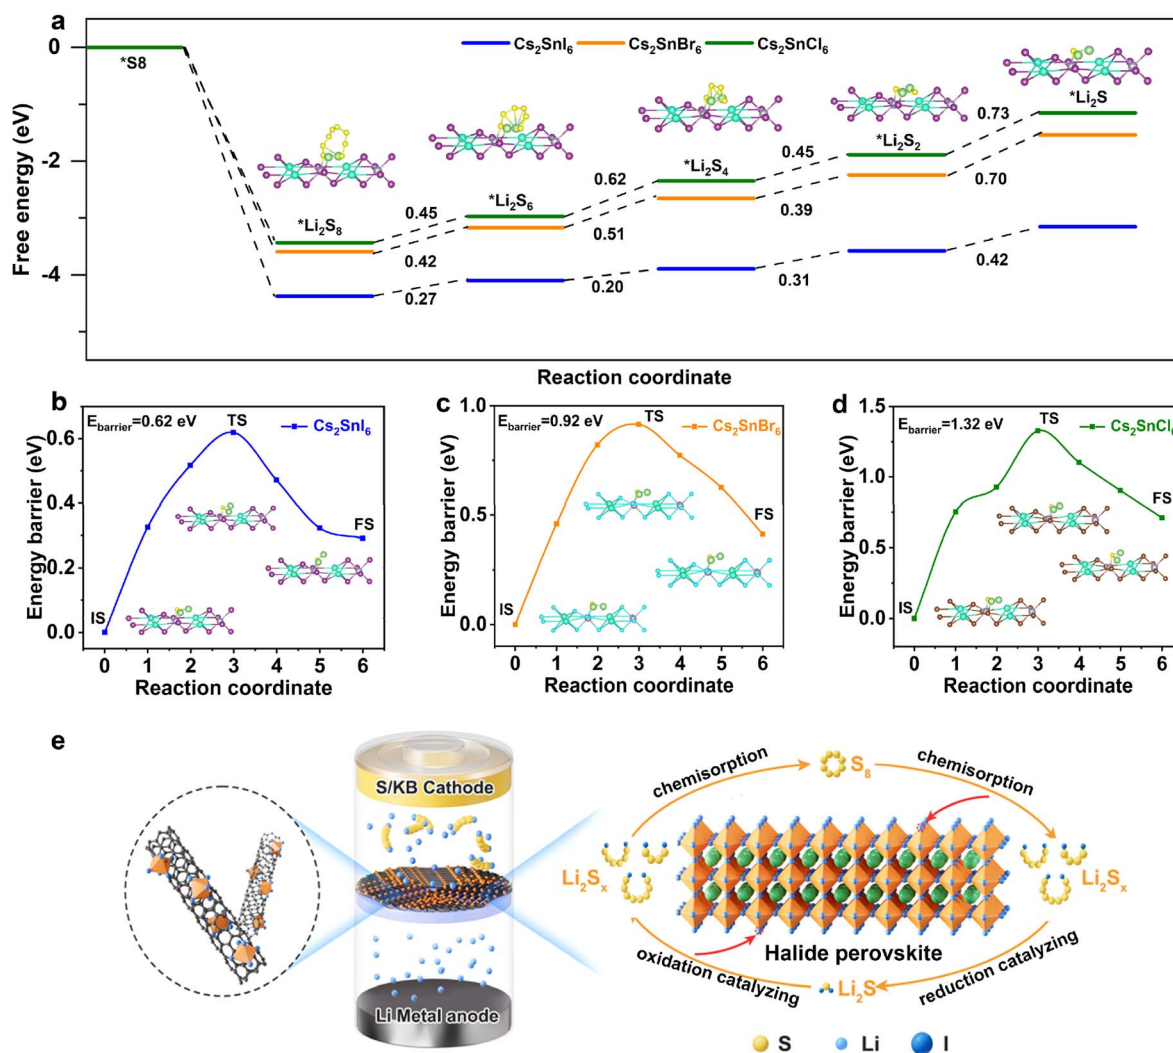 a
Cs₂SnI₆ Cs₂SnBr₆ Cs₂SnCl₆
Free energy (eV)
0
-2
-4
*S8
*Li₂S₈
*Li₂S₆
*Li₂S₄
*Li₂S₂
*Li₂S
0.45 0.62 0.45 0.73
0.42 0.51 0.39 0.70
0.27 0.20 0.31 0.42
Reaction coordinate
b
E_barrier=0.62 eV
TS
Cs₂SnI₆
Energy barrier (eV)
0.6
0.4
0.2
0.0
IS
FS
0 1 2 3 4 5 6
Reaction coordinate
c
E_barrier=0.92 eV
TS
Cs₂SnBr₆
Energy barrier (eV)
1.0
0.5
0.0
IS
FS
0 1 2 3 4 5 6
Reaction coordinate
d
E_barrier=1.32 eV
TS
Cs₂SnCl₆
Energy barrier (eV)
1.5
1.0
0.5
0.0
IS
FS
0 1 2 3 4 5 6
Reaction coordinate
e
S/KB Cathode
Li Metal anode
chemisorption
S₈
chemisorption
Li₂Sₓ
Li₂Sₓ
Halide perovskite
oxidation catalyzing
Li₂S
reduction catalyzing
S Li I